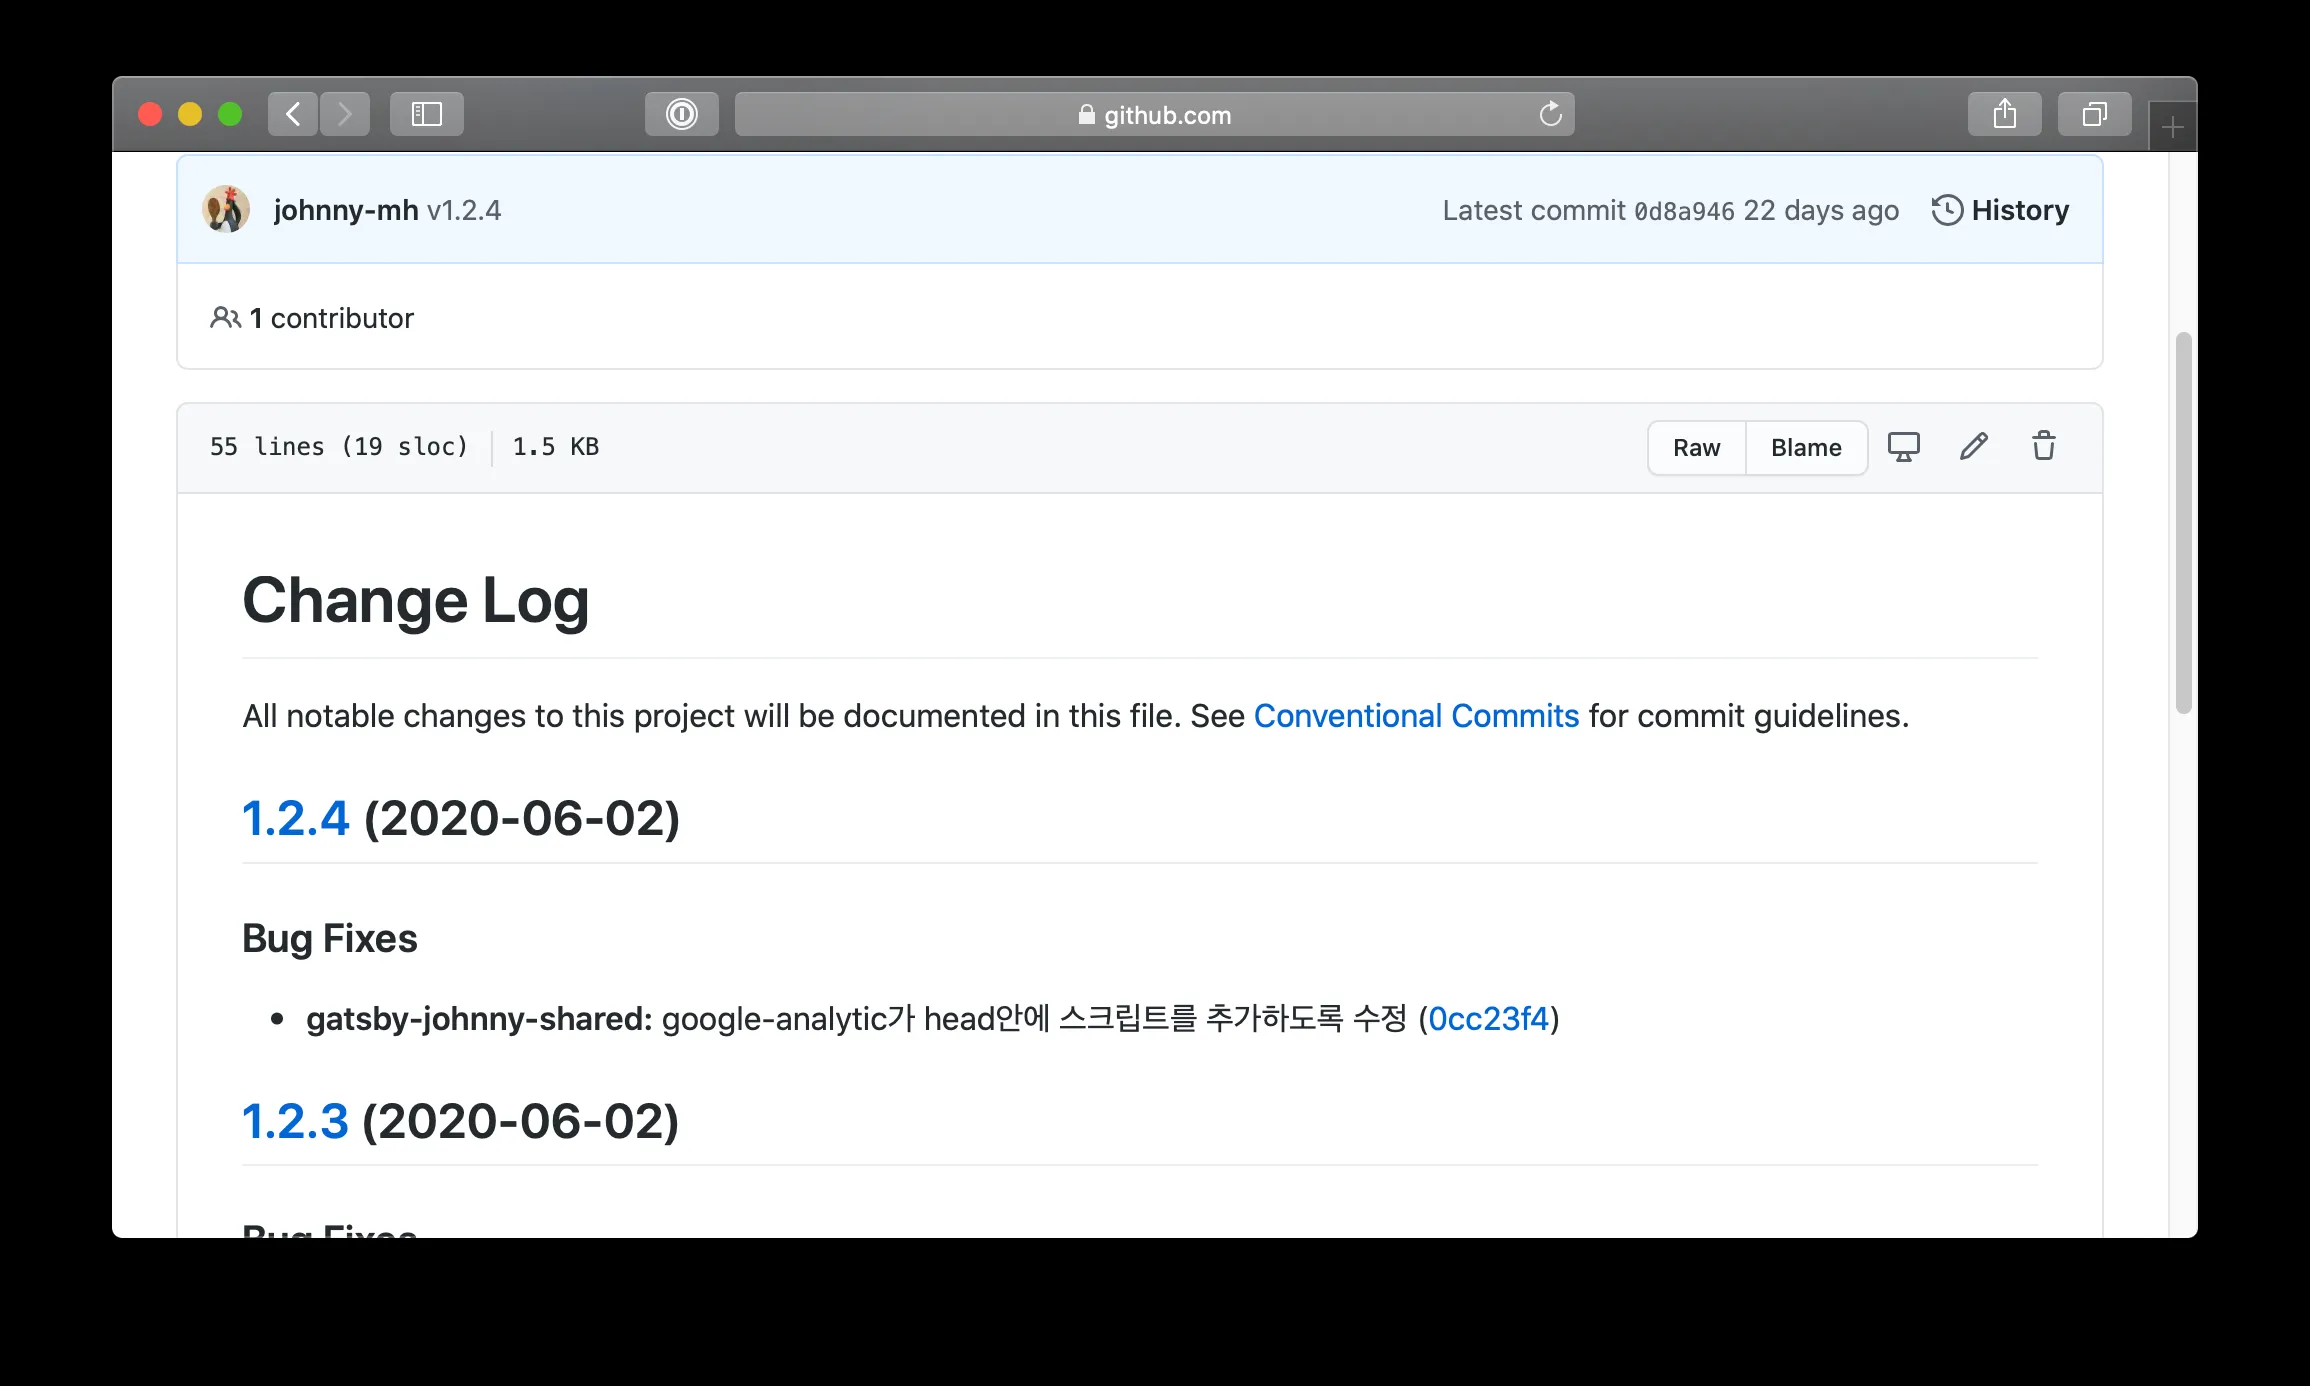 github.com
johnny-mh v1.2.4
Latest commit 0d8a946 22 days ago
History
1 contributor
55 lines (19 sloc)
1.5 KB
Raw
Blame
Change Log
All notable changes to this project will be documented in this file. See Conventional Commits for commit guidelines.
1.2.4 (2020-06-02)
Bug Fixes
gatsby-johnny-shared: google-analytic가 head안에 스크립트를 추가하도록 수정 (0cc23f4)
1.2.3 (2020-06-02)
Bug Fixes